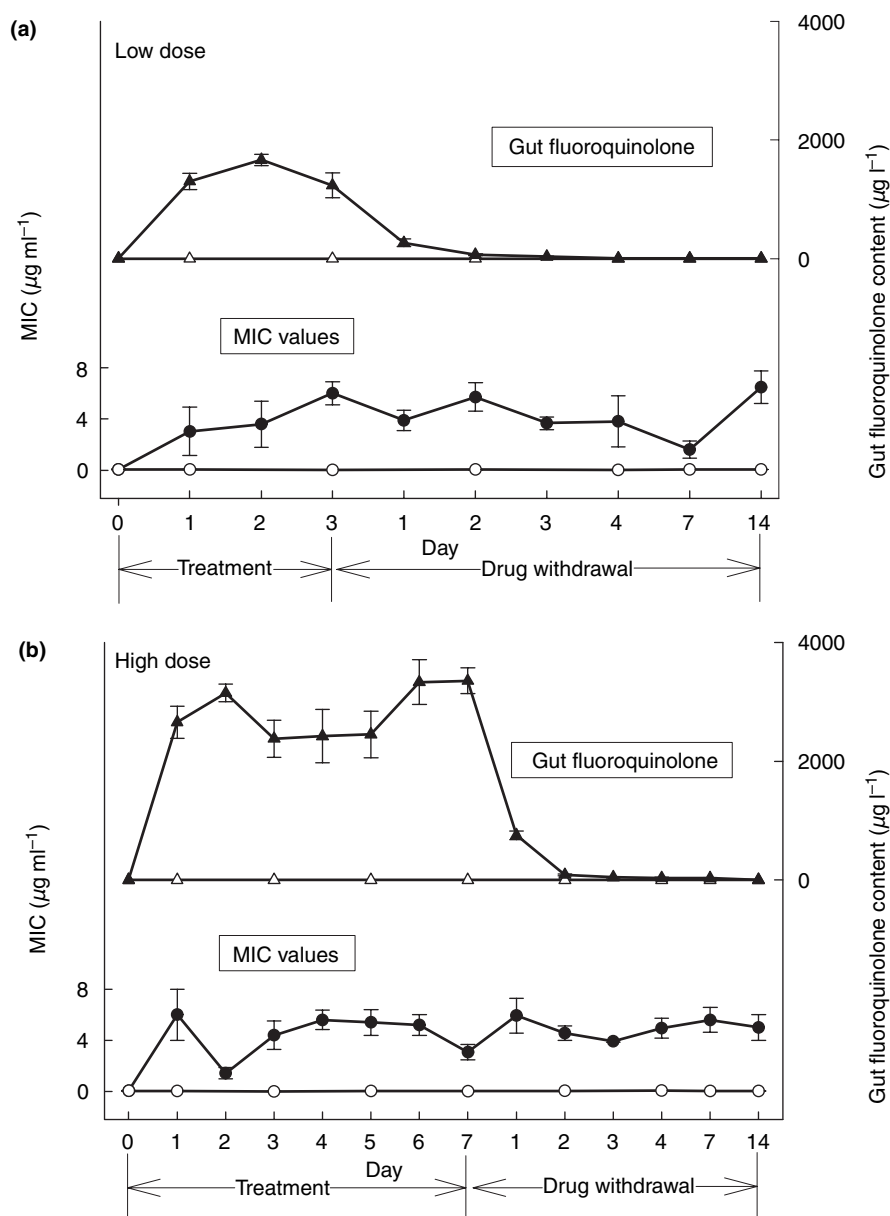 (a)
Low dose
4000
2000
0
Gut fluoroquinolone
MIC values
MIC (μg ml⁻¹)
Gut fluoroquinolone content (μg l⁻¹)
8
4
0
0 1 2 3 1 2 3 4 7 14
Day
Treatment Drug withdrawal
(b)
High dose
4000
2000
0
Gut fluoroquinolone
MIC values
MIC (μg ml⁻¹)
Gut fluoroquinolone content (μg l⁻¹)
8
4
0
0 1 2 3 4 5 6 7 1 2 3 4 7 14
Day
Treatment Drug withdrawal